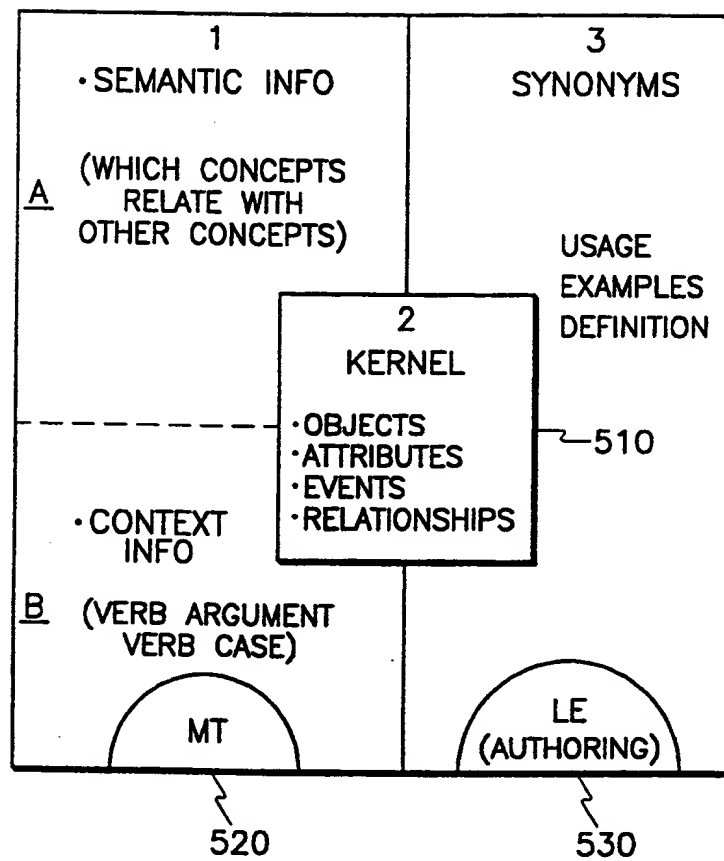 1
·SEMANTIC INFO
A
(WHICH CONCEPTS
RELATE WITH
OTHER CONCEPTS)
3
SYNONYMS
USAGE
EXAMPLES
DEFINITION
2
KERNEL
·OBJECTS
·ATTRIBUTES
·EVENTS
·RELATIONSHIPS
510
·CONTEXT
INFO
B
(VERB ARGUMENT
VERB CASE)
MT
LE
(AUTHORING)
520
530